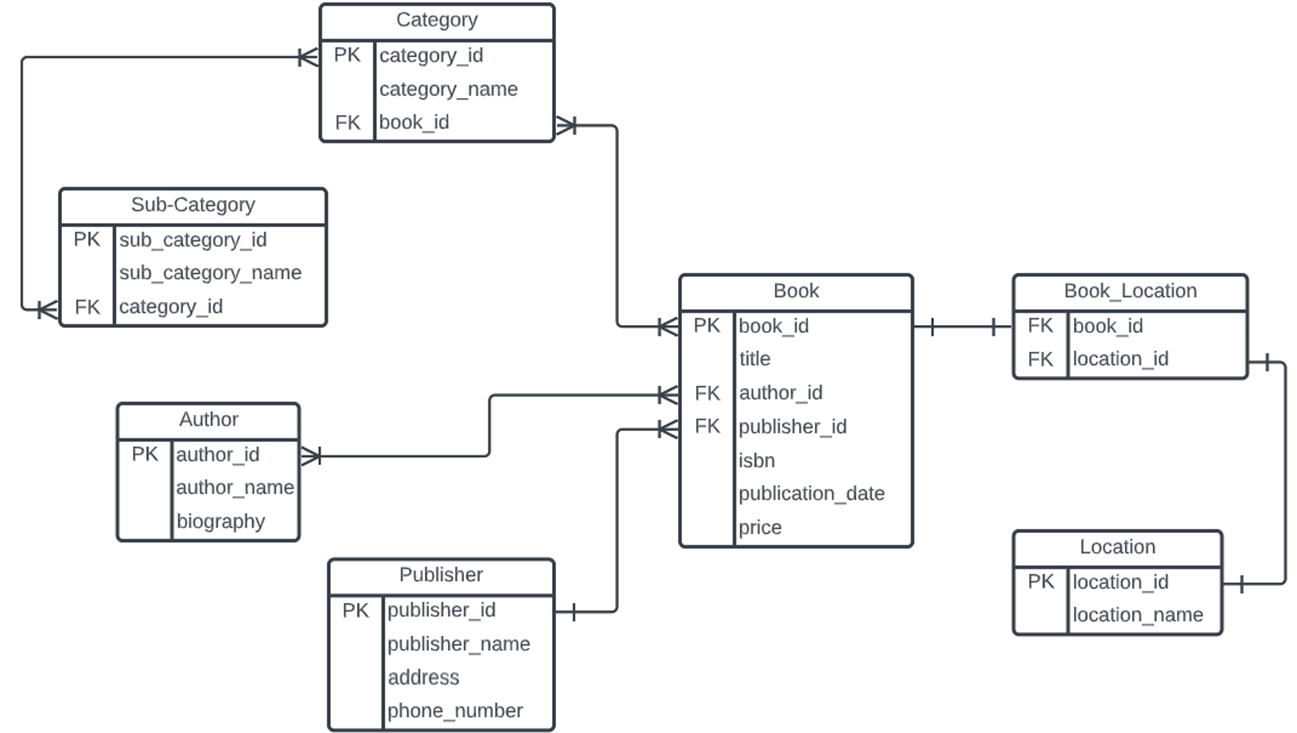 Category
PK category_id
category_name
FK book_id
Sub-Category
PK sub_category_id
sub_category_name
FK category_id
Book
PK book_id
title
FK author_id
FK publisher_id
isbn
publication_date
price
Book_Location
FK book_id
FK location_id
Author
PK author_id
author_name
biography
Publisher
PK publisher_id
publisher_name
address
phone_number
Location
PK location_id
location_name